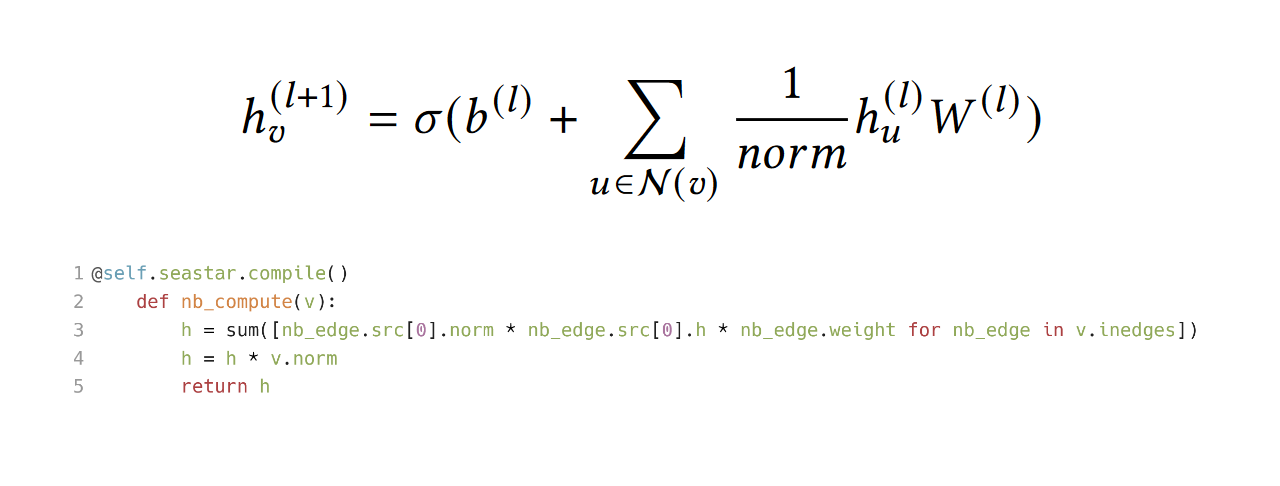 h_v^{(l+1)} = σ(b^{(l)} + ∑_{u∈𝒩(v)} \frac{1}{norm} h_u^{(l)} W^{(l)})
1 @self.seastar.compile()
2     def nb_compute(v):
3         h = sum([nb_edge.src[0].norm * nb_edge.src[0].h * nb_edge.weight for nb_edge in v.inedges])
4         h = h * v.norm
5         return h